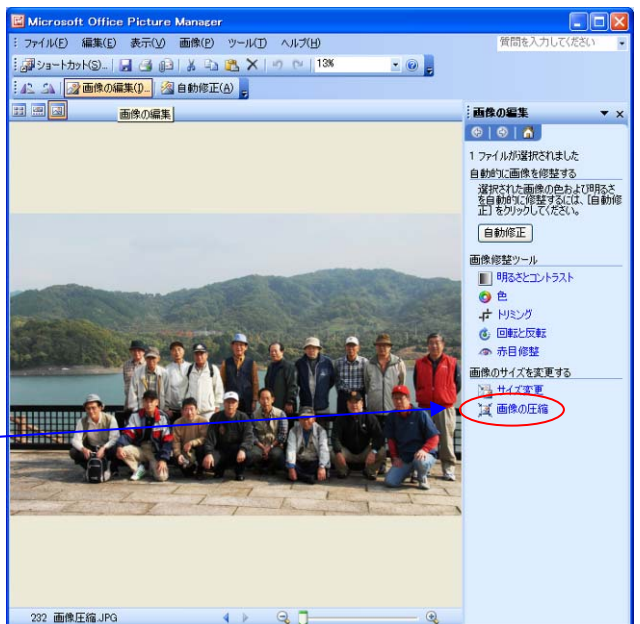 Microsoft Office Picture Manager
ファイル(F) 編集(E) 表示(V) 画像(P) ツール(T) ヘルプ(H) 質問を入力してください
ショートカット(S)... 13%
画像の編集(I)... 自動修正(A)
画像の編集
画像の編集
1 ファイルが選択されました
自動的に画像を修整する
選択された画像の色および明るさ
を自動的に修整するには、[自動修
正] をクリックしてください。
自動修正
画像修整ツール
明るさとコントラスト
色
トリミング
回転と反転
赤目修整
画像のサイズを変更する
サイズ変更
画像の圧縮
232 画像圧縮.JPG